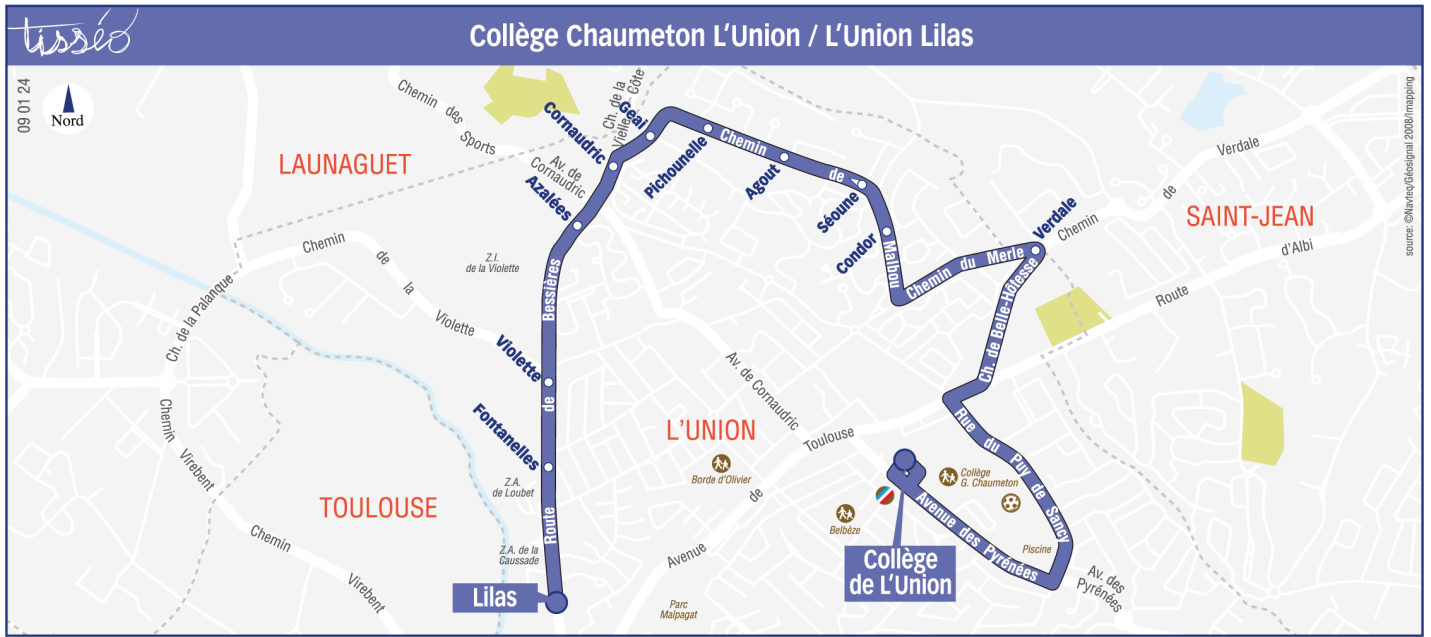 tisséo
Collège Chaumeton L'Union / L'Union Lilas
09 01 24
Nord
source: ©Navteq/Géosignal 2008/Imapping
LAUNAGUET
Chemin des Sports
Cornaudric
Ch. de la
Vielle - Côte
Geai
Av. de
Cornaudric
Azalées
Pichounelle
Chemin de Malbou
Agout
Séoune
Condor
Chemin du Merle
Verdale
Chemin de Verdale
SAINT-JEAN
Route d'Albi
Z.I.
de la Violette
Chemin de la Violette
Ch. de la Palanque
Route de Bessières
Violette
Fontanelles
Ch. de Belle-Hôtesse
Av. de Cornaudric
L'UNION
Toulouse
Rue du Puy de Sancy
Borde d'Olivier
Collège
G. Chaumeton
Z.A.
de Loubet
TOULOUSE
Chemin Virebent
Belbèze
Avenue des Pyrénées
Avenue de
Z.A. de la
Caussade
Piscine
Collège
de L'Union
Av. des
Pyrénées
Chemin Virebent
Lilas
Parc
Malpagat